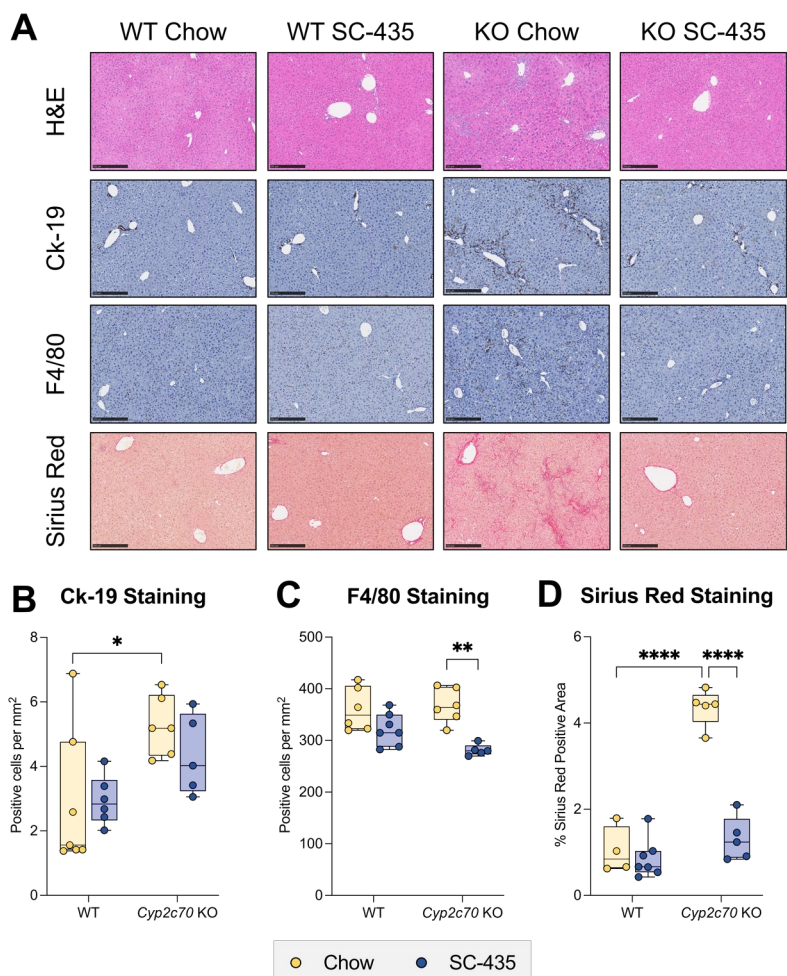 A
WT Chow
WT SC-435
KO Chow
KO SC-435
H&E
Ck-19
F4/80
Sirius Red
B
Ck-19 Staining
Positive cells per mm²
8
6
4
2
0
*
WT
Cyp2c70 KO
C
F4/80 Staining
Positive cells per mm²
500
400
300
200
100
0
**
WT
Cyp2c70 KO
D
Sirius Red Staining
% Sirius Red Positive Area
6
4
2
0
****
****
WT
Cyp2c70 KO
Chow
SC-435